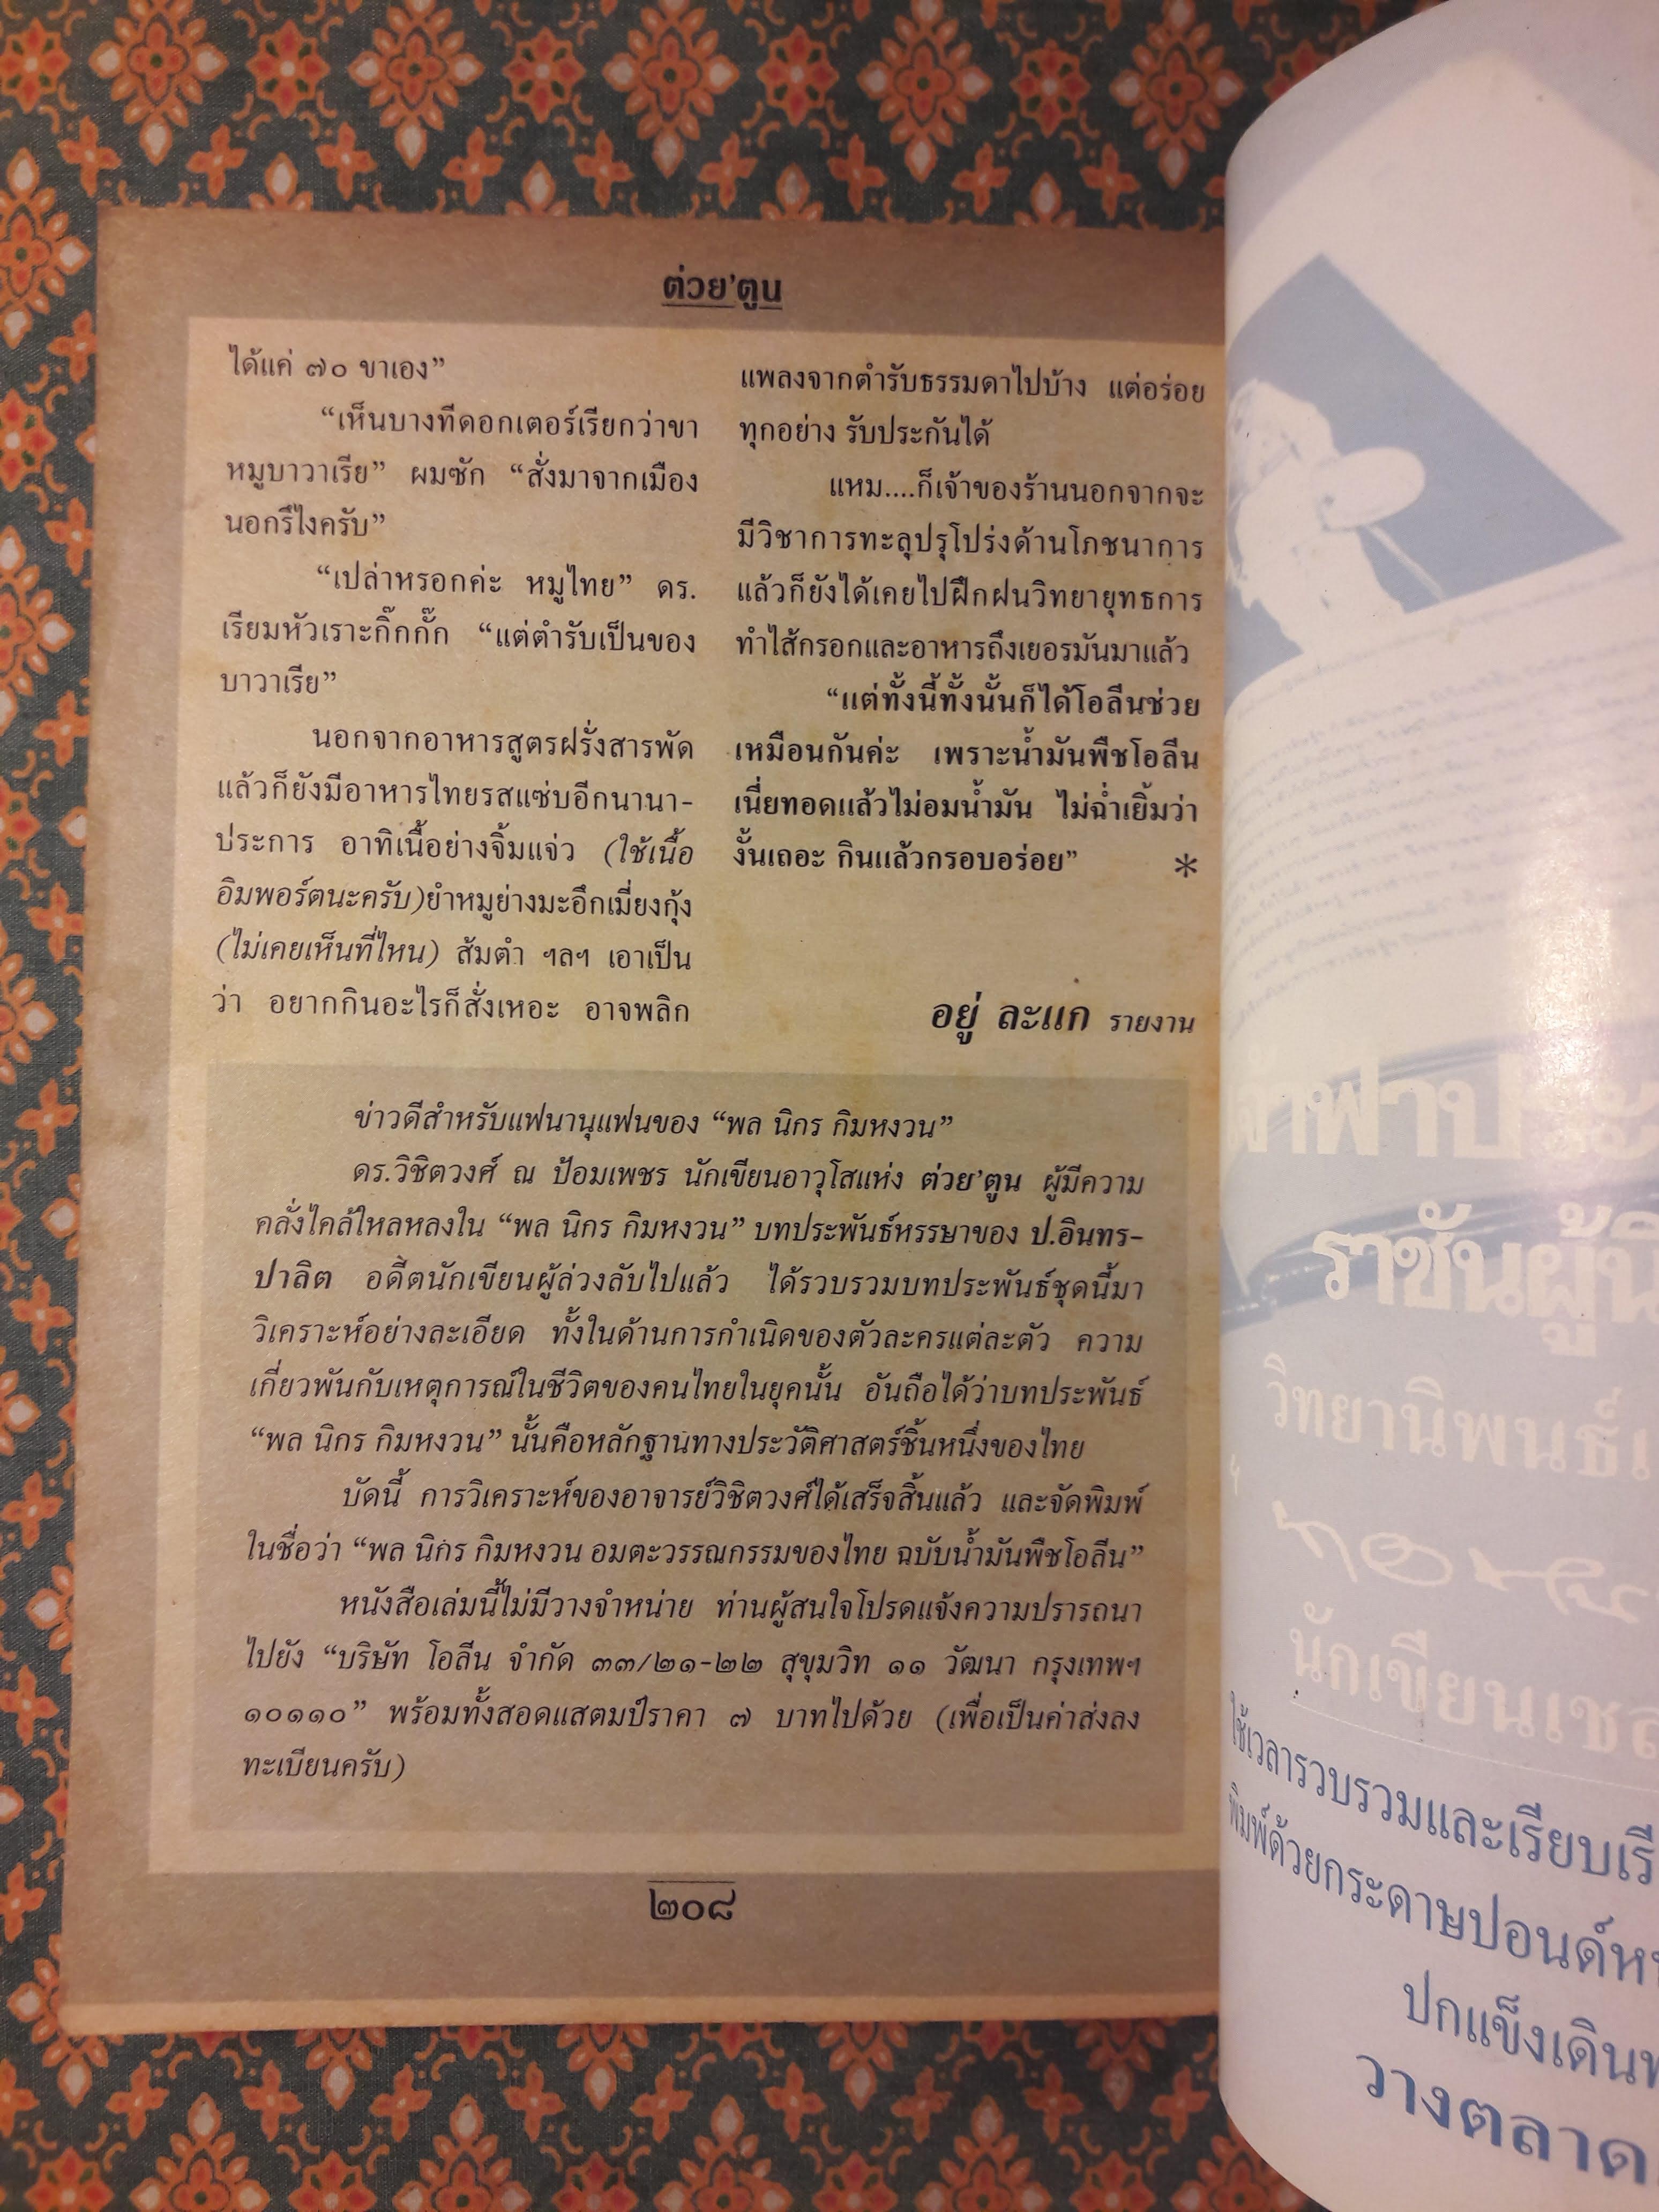 ต่วย'ตูน
ได้แค่ ๗๐ ขาเอง”
“เห็นบางทีดอกเตอร์เรียกว่าขา
หมูบาวาเรีย” ผมซัก “สั่งมาจากเมือง
นอกรึไงครับ”
“เปล่าหรอกค่ะ หมูไทย” ดร.
เรียมหัวเราะกิ๊กกั๊ก “แต่ตำรับเป็นของ
บาวาเรีย”
นอกจากอาหารสูตรฝรั่งสารพัด
แล้วก็ยังมีอาหารไทยรสแซ่บอีกนานา-
ประการ อาทิเนื้อย่างจิ้มแจ่ว (ใช้เนื้อ
อิมพอร์ตนะครับ)ยำหมูย่างมะอึกเมี่ยงกุ้ง
(ไม่เคยเห็นที่ไหน) ส้มตำ ฯลฯ เอาเป็น
ว่า อยากกินอะไรก็สั่งเหอะ อาจพลิก
แพลงจากตำรับธรรมดาไปบ้าง แต่อร่อย
ทุกอย่าง รับประกันได้
แหม....ก็เจ้าของร้านนอกจากจะ
มีวิชาการทะลุปรุโปร่งด้านโภชนาการ
แล้วก็ยังได้เคยไปฝึกฝนวิทยายุทธการ
ทำไส้กรอกและอาหารถึงเยอรมันมาแล้ว
“แต่ทั้งนี้ทั้งนั้นก็ได้โอลีนช่วย
เหมือนกันค่ะ เพราะน้ำมันพืชโอลีน
เนี่ยทอดแล้วไม่อมน้ำมัน ไม่ฉ่ำเยิ้มว่า
งั้นเถอะ กินแล้วกรอบอร่อย” *
อยู่ ละแก รายงาน
ข่าวดีสำหรับแฟนานุแฟนของ “พล นิกร กิมหงวน”
ดร.วิชิตวงศ์ ณ ป้อมเพชร นักเขียนอาวุโสแห่ง ต่วย'ตูน ผู้มีความ
คลั่งไคล้ใหลหลงใน “พล นิกร กิมหงวน” บทประพันธ์หรรษาของ ป.อินทร-
ปาลิต อดีตนักเขียนผู้ล่วงลับไปแล้ว ได้รวบรวมบทประพันธ์ชุดนี้มา
วิเคราะห์อย่างละเอียด ทั้งในด้านการกำเนิดของตัวละครแต่ละตัว ความ
เกี่ยวพันกับเหตุการณ์ในชีวิตของคนไทยในยุคนั้น อันถือได้ว่าบทประพันธ์
“พล นิกร กิมหงวน” นั้นคือหลักฐานทางประวัติศาสตร์ชิ้นหนึ่งของไทย
บัดนี้ การวิเคราะห์ของอาจารย์วิชิตวงศ์ได้เสร็จสิ้นแล้ว และจัดพิมพ์
ในชื่อว่า “พล นิกร กิมหงวน อมตะวรรณกรรมของไทย ฉบับน้ำมันพืชโอลีน”
หนังสือเล่มนี้ไม่มีวางจำหน่าย ท่านผู้สนใจโปรดแจ้งความปรารถนา
ไปยัง “บริษัท โอลีน จำกัด ๓๓/๒๑-๒๒ สุขุมวิท ๑๑ วัฒนา กรุงเทพฯ
๑๐๑๑๐” พร้อมทั้งสอดแสตมป์ราคา ๗ บาทไปด้วย (เพื่อเป็นค่าส่งลง
ทะเบียนครับ)
๒๐๘
ราชันผู้นิ
วิทยานิพนธ์เ
นักเขียนเชล
ใช้เวลารวบรวมและเรียบเรี
พิมพ์ด้วยกระดาษปอนด์ห
ปกแข็งเดินท
วางตลาด